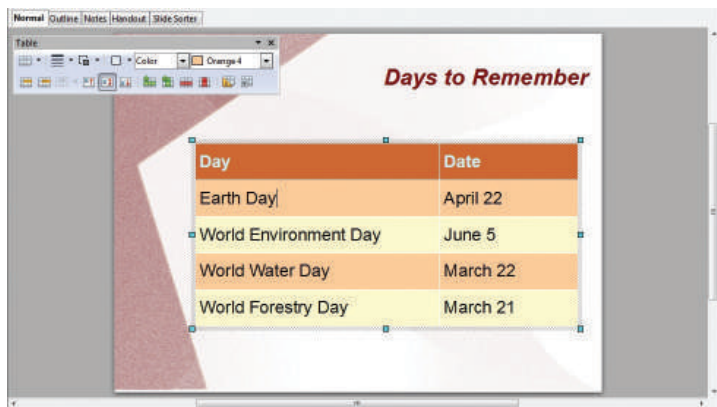 Normal Outline Notes Handout Slide Sorter
Table
Color Orange 4
Days to Remember
Day Date
Earth Day April 22
World Environment Day June 5
World Water Day March 22
World Forestry Day March 21